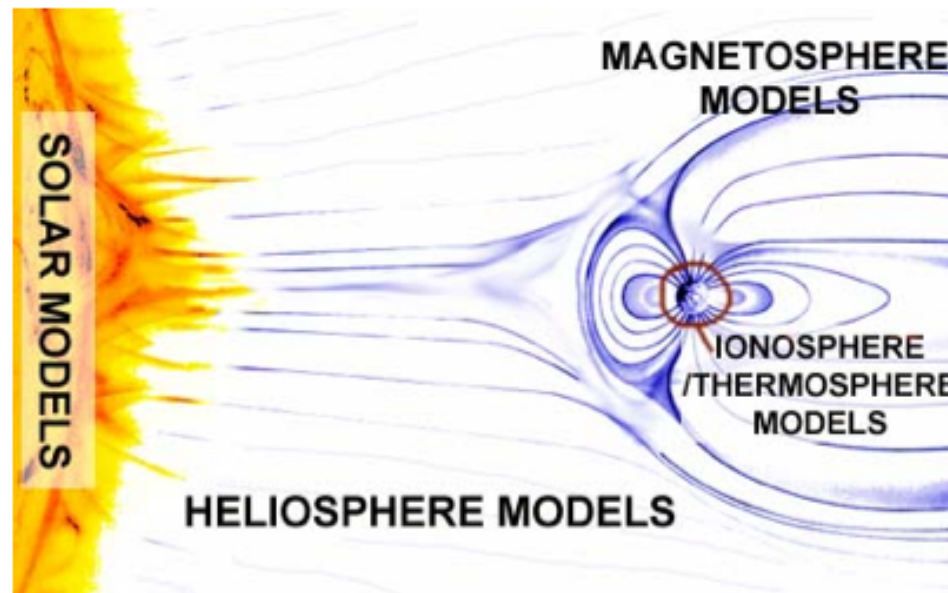 SOLAR MODELS
MAGNETOSPHERE
MODELS
IONOSPHERE
/THERMOSPHERE
MODELS
HELIOSPHERE MODELS